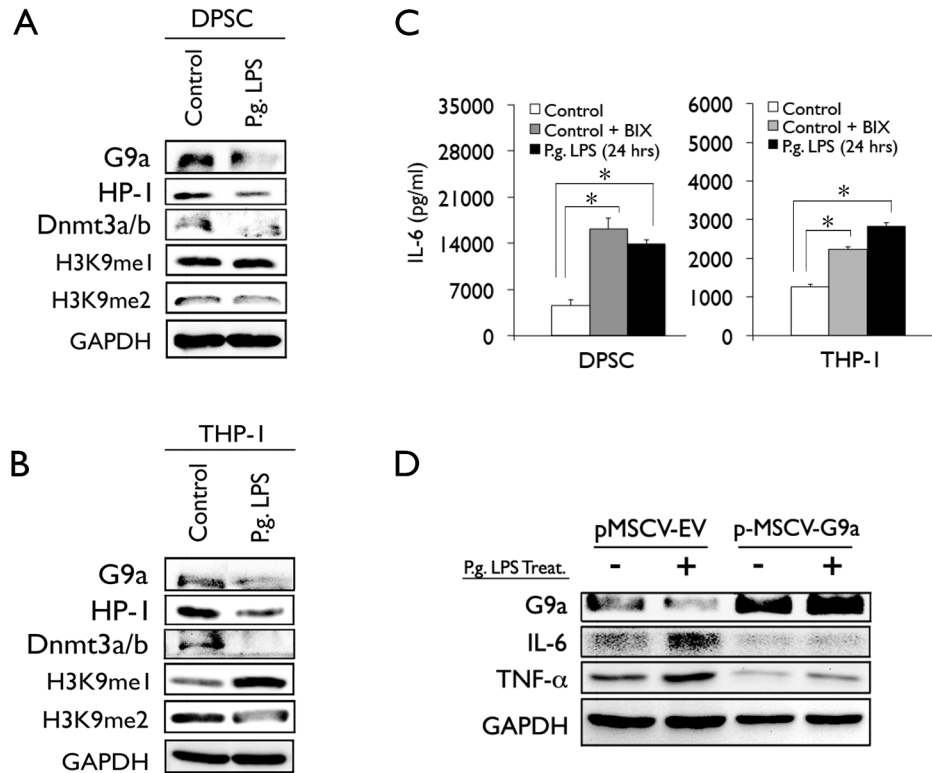 A
DPSC
Control
P.g. LPS
G9a
HP-1
Dnmt3a/b
H3K9me1
H3K9me2
GAPDH
B
THP-1
Control
P.g. LPS
G9a
HP-1
Dnmt3a/b
H3K9me1
H3K9me2
GAPDH
C
IL-6 (pg/ml)
35000
28000
21000
14000
7000
0
Control
Control + BIX
P.g. LPS (24 hrs)
*
*
DPSC
6000
5000
4000
3000
2000
1000
0
Control
Control + BIX
P.g. LPS (24 hrs)
*
*
THP-1
D
pMSCV-EV p-MSCV-G9a
P.g. LPS Treat. - + - +
G9a
IL-6
TNF-α
GAPDH